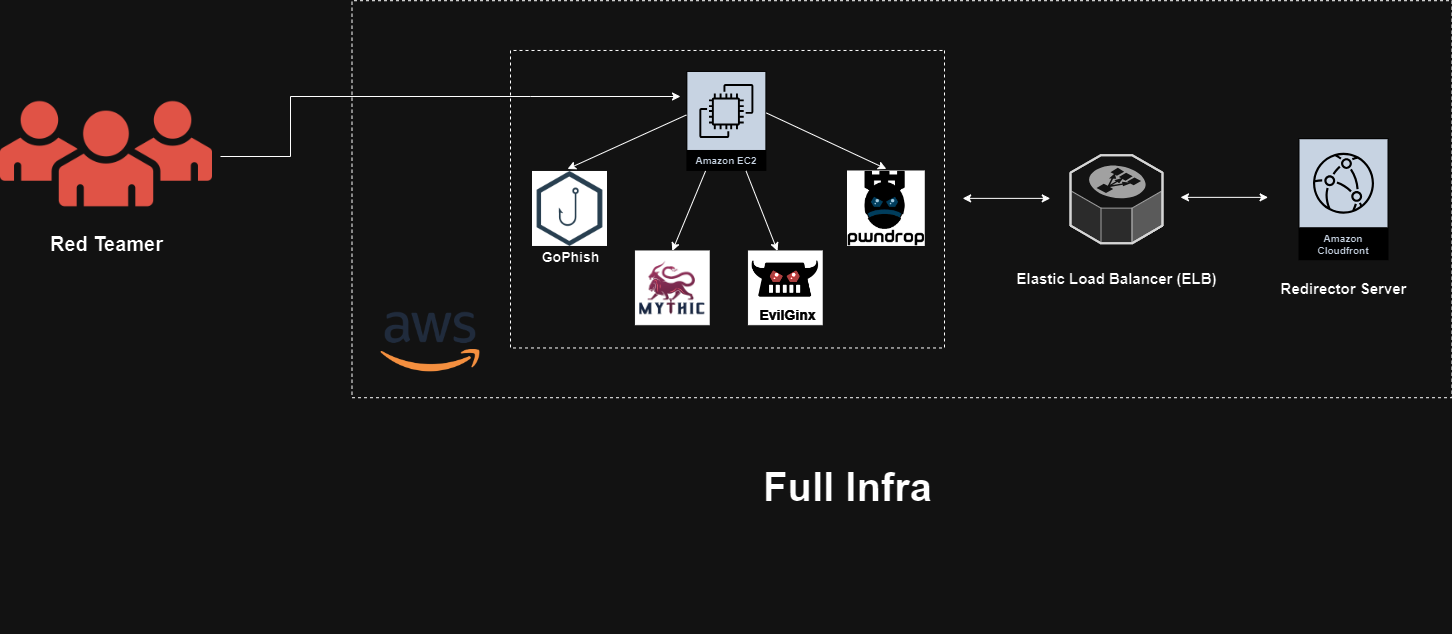 Amazon EC2
pwndrop
GoPhish
MYTHIC
EvilGinx
Amazon
Cloudfront
Red Teamer
Elastic Load Balancer (ELB)
Redirector Server
aws
Full Infra